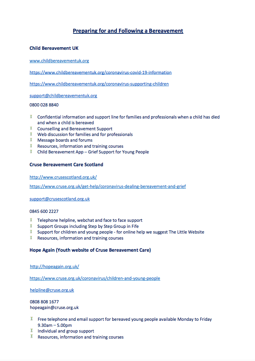 Preparing for and Following a Bereavement
Child Bereavement UK
www.childbereavementuk.org
https://www.childbereavementuk.org/coronavirus-covid-19-information
https://www.childbereavementuk.org/coronavirus-supporting-children
support@childbereavementuk.org
0800 028 8840
Confidential information and support line for families and professionals when a child has died
and when a child is bereaved
Counselling and Bereavement Support
Web discussion for families and for professionals
Message boards and forums
Resources, information and training courses
Child Bereavement App – Grief Support for Young People
Cruse Bereavement Care Scotland
http://www.crusescotland.org.uk/
https://www.cruse.org.uk/get-help/coronavirus-dealing-bereavement-and-grief
support@crusescotland.org.uk
0845 600 2227
Telephone helpline, webchat and face to face support
Support Groups including Step by Step Group in Fife
Support for children and young people - for online help we suggest The Little Website
Resources, information and training courses
Hope Again (Youth website of Cruse Bereavement Care)
http://hopeagain.org.uk/
https://www.cruse.org.uk/coronavirus/children-and-young-people
helpline@cruse.org.uk
0808 808 1677
hopeagain@cruse.org.uk
Free telephone and email support for bereaved young people available Monday to Friday
9.30am – 5.00pm
Individual and group support
Resources, information and training courses